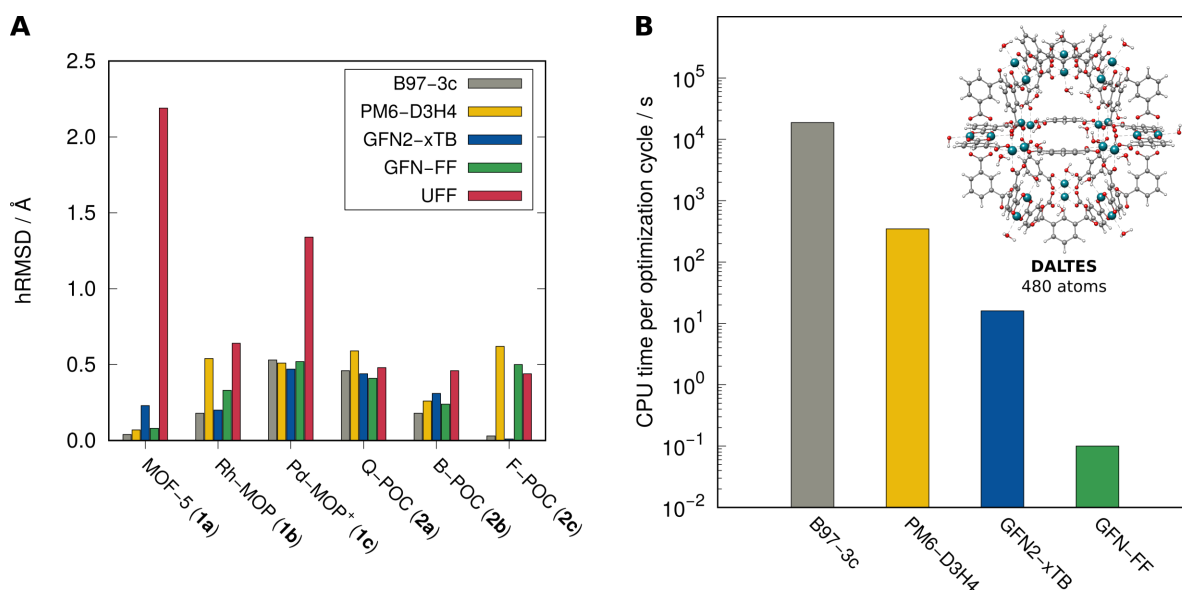 A
hRMSD / Å
2.5
2.0
1.5
1.0
0.5
0.0
B97−3c
PM6−D3H4
GFN2−xTB
GFN−FF
UFF
MOF−5 (1a)
Rh−MOP (1b)
Pd−MOP⁺ (1c)
Q−POC (2a)
B−POC (2b)
F−POC (2c)
B
CPU time per optimization cycle / s
10⁵
10⁴
10³
10²
10¹
10⁰
10⁻¹
10⁻²
DALTES
480 atoms
B97−3c
PM6−D3H4
GFN2−xTB
GFN−FF